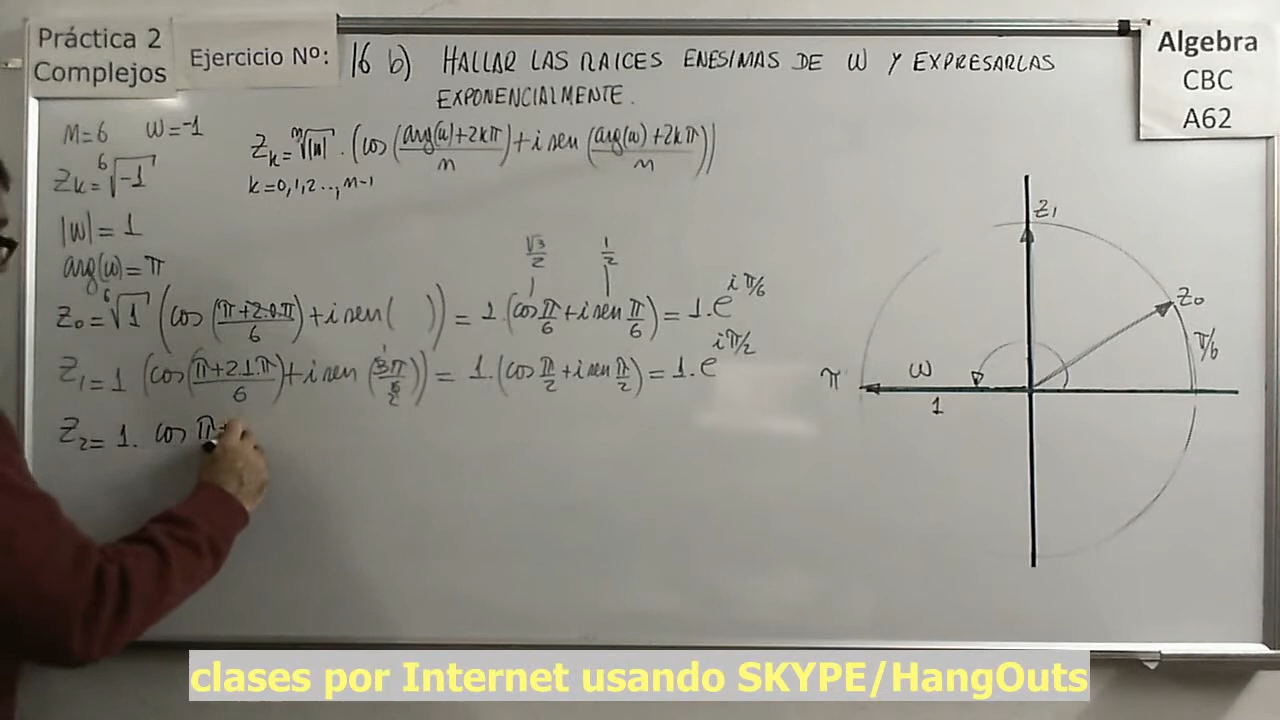 Práctica 2
Complejos
Ejercicio Nº: 16 b) HALLAR LAS RAICES ENESIMAS DE W Y EXPRESARLAS
EXPONENCIALMENTE.
Algebra
CBC
A62
n=6 w=-1
Zk=⁶√-1
Zk=ⁿ√|w| . (cos((arg(w)+2kπ)/n)+i sen((arg(w)+2kπ)/n))
k=0,1,2..,n-1
|w|=1
arg(w)=π
√3/2 1/2
Z₀=⁶√1 (cos((π+2.0.π)/6)+i sen( ))=1.(cos π/6+i sen π/6)=1.e^(iπ/6)
Z₁=1 (cos((π+2.1.π)/6)+i sen(3π/6))=1.(cos π/2+i sen π/2)=1.e^(iπ/2)
Z₂=1. cos π+
Z₁
Z₀
π/6
π
w
1
clases por Internet usando SKYPE/HangOuts